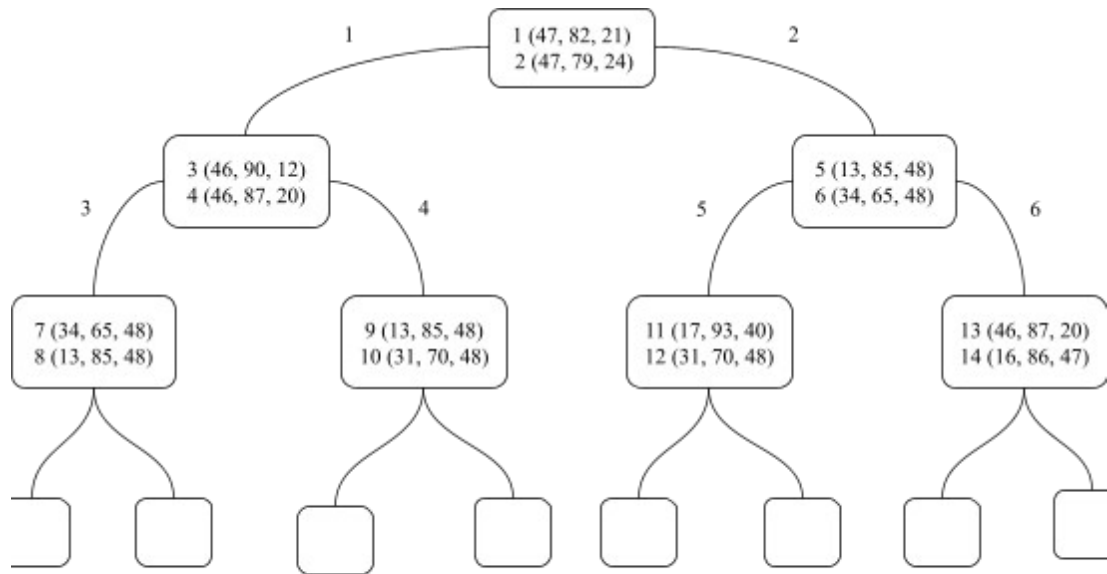 1
1 (47, 82, 21)
2 (47, 79, 24)
2
3 (46, 90, 12)
4 (46, 87, 20)
5 (13, 85, 48)
6 (34, 65, 48)
3
4
5
6
7 (34, 65, 48)
8 (13, 85, 48)
9 (13, 85, 48)
10 (31, 70, 48)
11 (17, 93, 40)
12 (31, 70, 48)
13 (46, 87, 20)
14 (16, 86, 47)